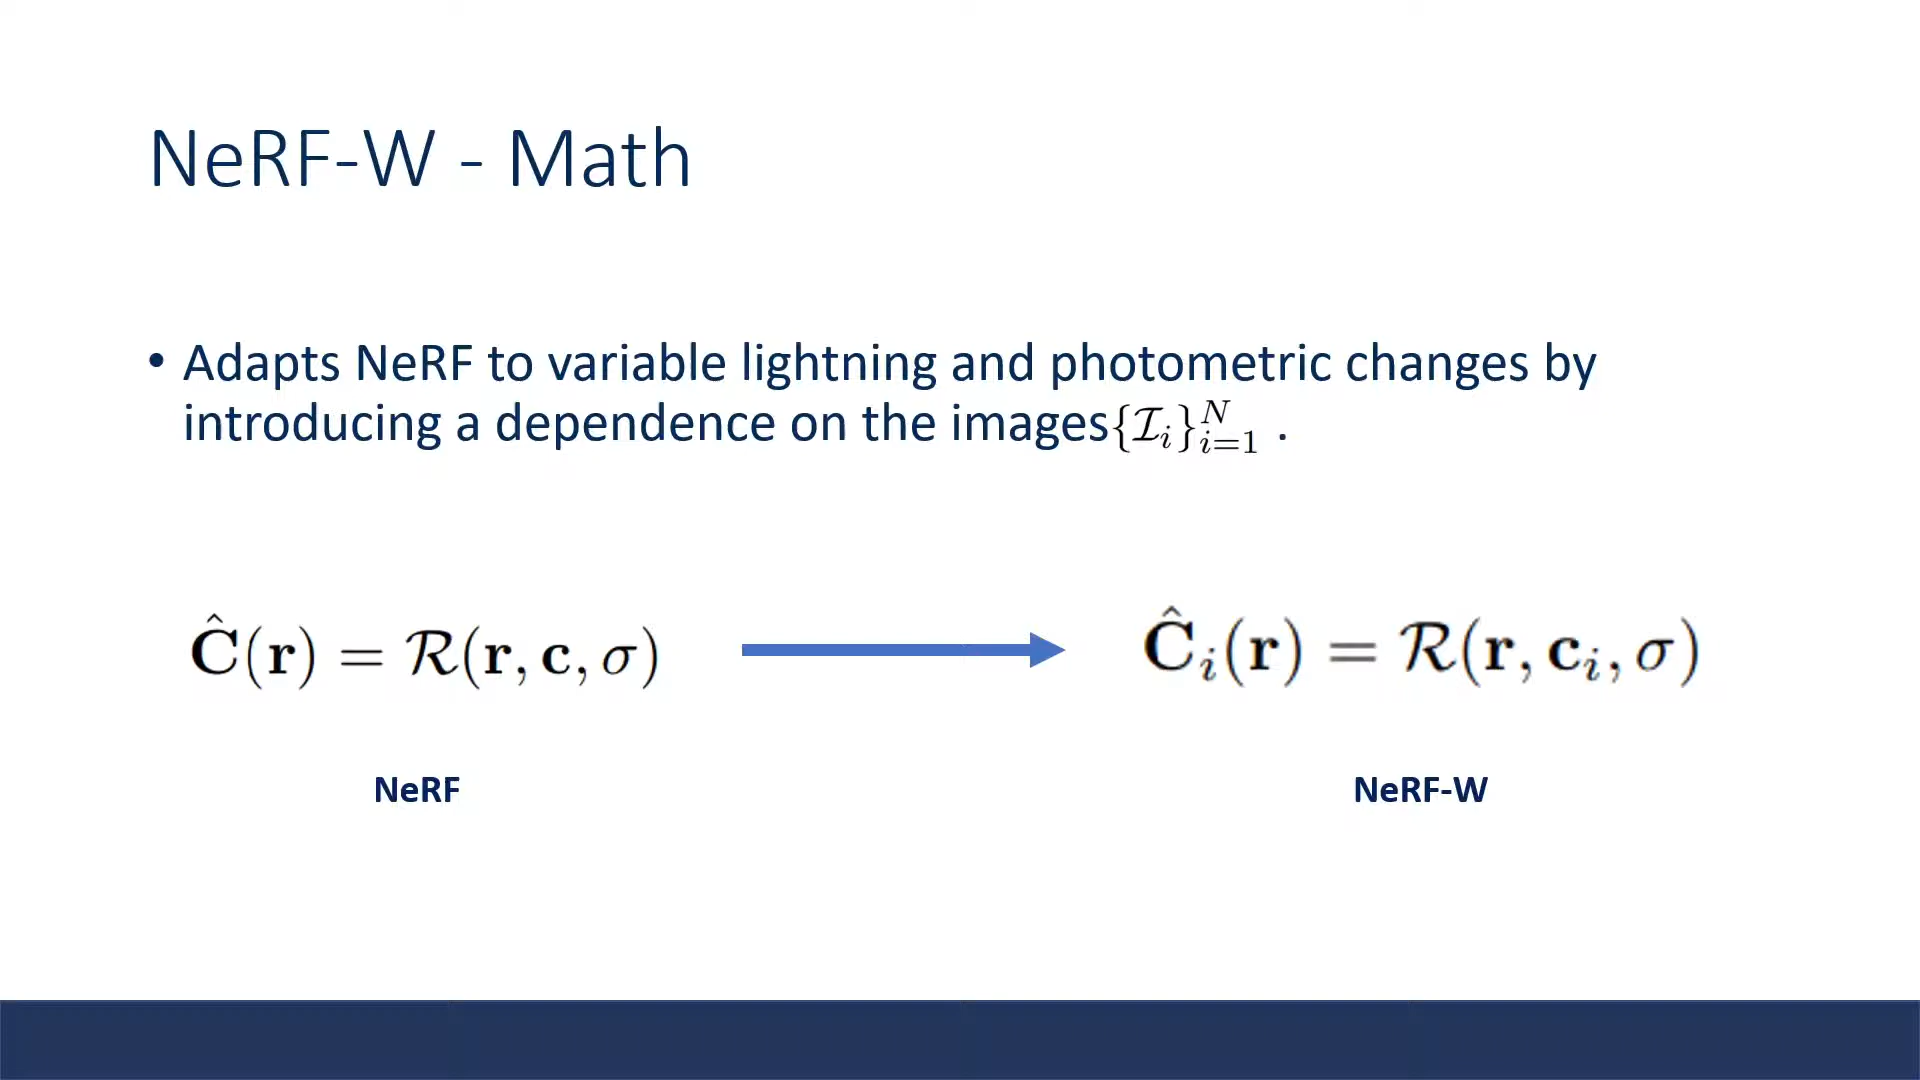 NeRF-W - Math
• Adapts NeRF to variable lightning and photometric changes by
introducing a dependence on the images $\{\mathcal{I}_i\}_{i=1}^{N}$ .
$\hat{\mathbf{C}}(\mathbf{r}) = \mathcal{R}(\mathbf{r}, \mathbf{c}, \sigma)$
$\hat{\mathbf{C}}_i(\mathbf{r}) = \mathcal{R}(\mathbf{r}, \mathbf{c}_i, \sigma)$
NeRF
NeRF-W